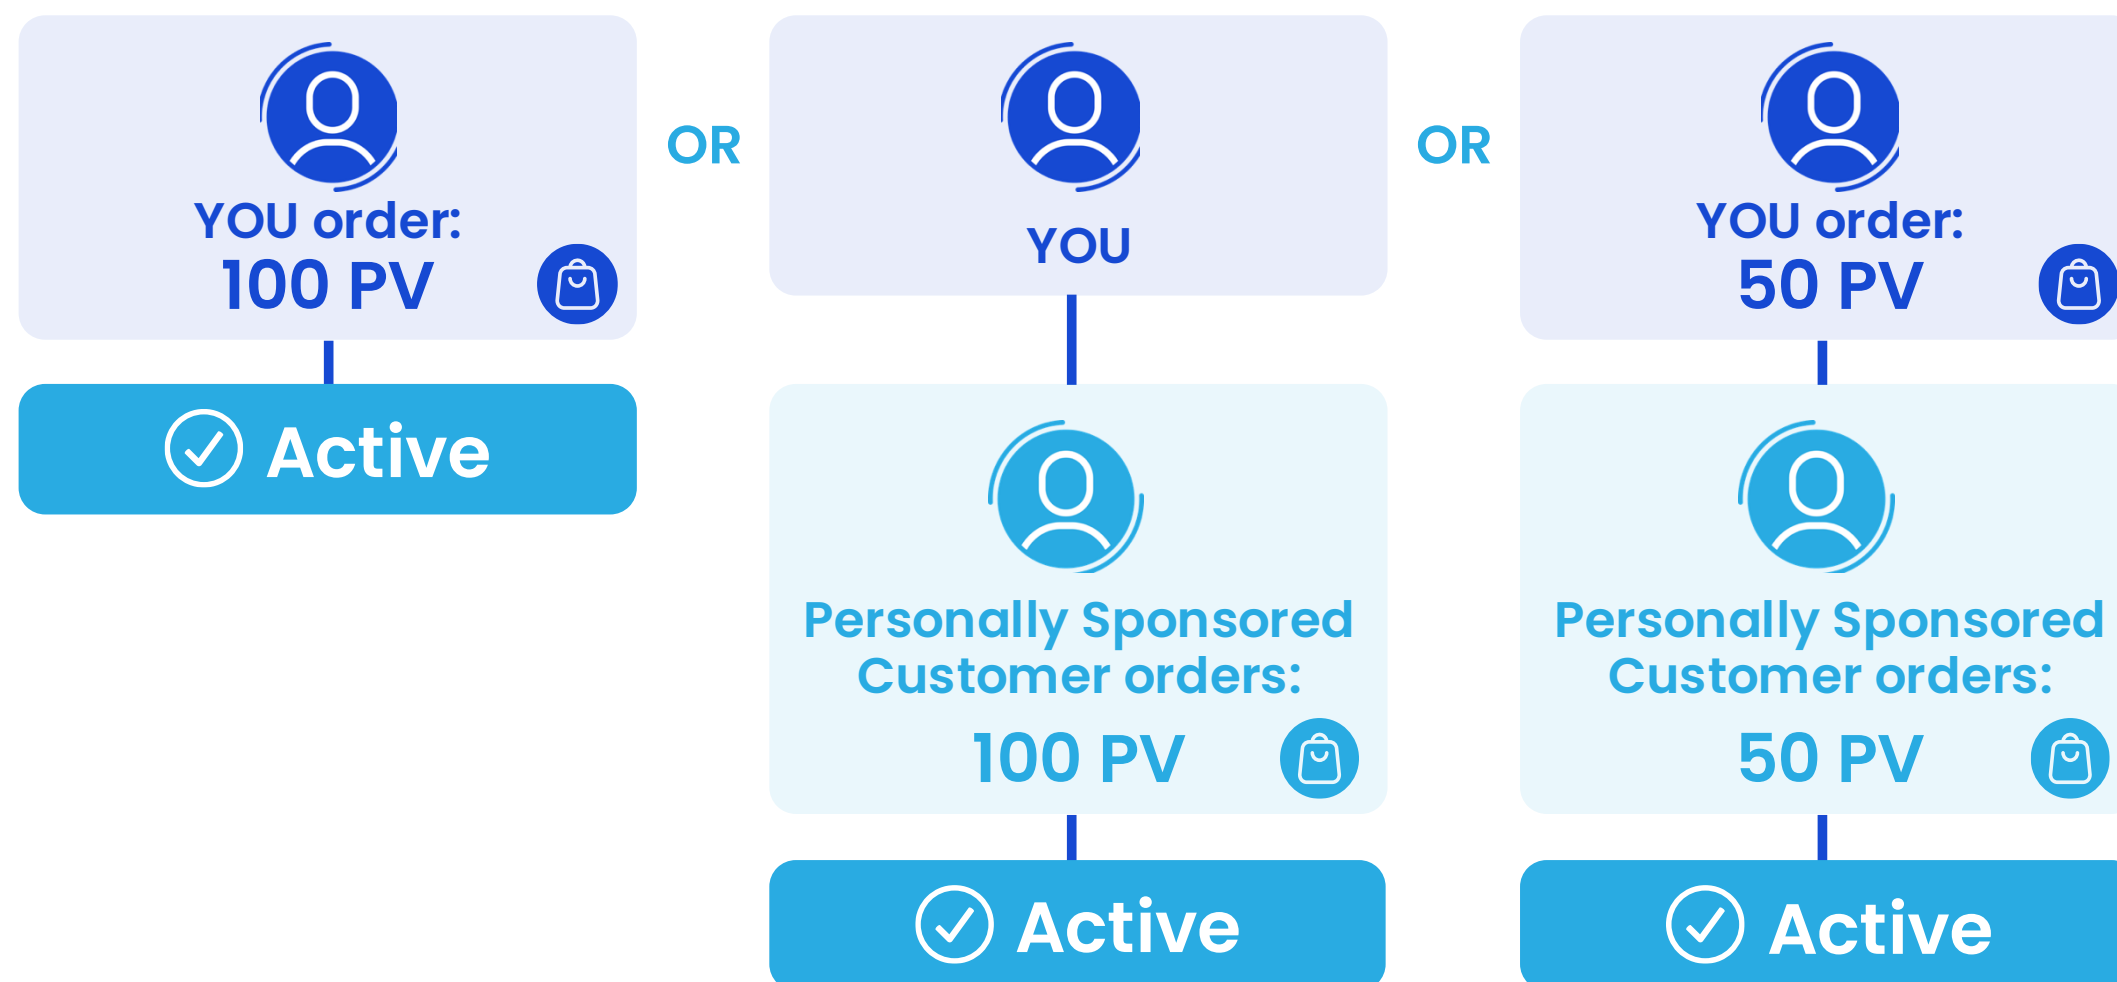 YOU order:
100 PV
Active
OR
YOU
Personally Sponsored
Customer orders:
100 PV
Active
OR
YOU order:
50 PV
Personally Sponsored
Customer orders:
50 PV
Active